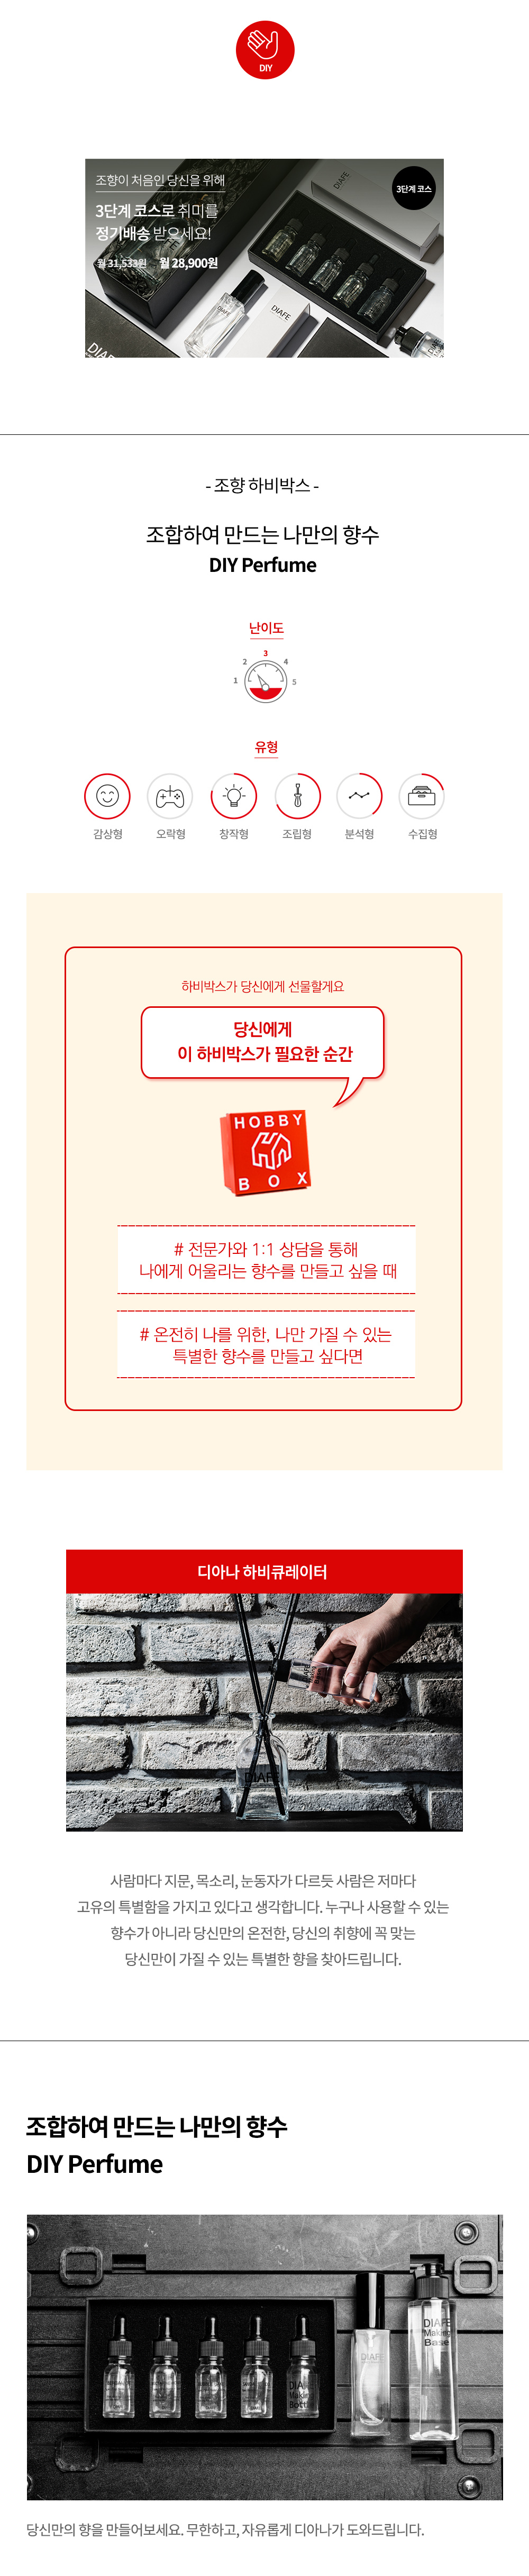 DIY
조향이 처음인 당신을 위해
3단계 코스로 취미를
정기배송 받으세요!
월 31,533원 월 28,900원
3단계 코스
DIAFE
DIAFE
DIAFE
DIAFE
- 조향 하비박스 -
조합하여 만드는 나만의 향수
DIY Perfume
난이도
1 2 3 4 5
유형
감상형 오락형 창작형 조립형 분석형 수집형
하비박스가 당신에게 선물할게요
당신에게
이 하비박스가 필요한 순간
HOBBY
BOX
# 전문가와 1:1 상담을 통해
나에게 어울리는 향수를 만들고 싶을 때
# 온전히 나를 위한, 나만 가질 수 있는
특별한 향수를 만들고 싶다면
디아나 하비큐레이터
DIAFE
사람마다 지문, 목소리, 눈동자가 다르듯 사람은 저마다
고유의 특별함을 가지고 있다고 생각합니다. 누구나 사용할 수 있는
향수가 아니라 당신만의 온전한, 당신의 취향에 꼭 맞는
당신만이 가질 수 있는 특별한 향을 찾아드립니다.
조합하여 만드는 나만의 향수
DIY Perfume
DIAFE
DIAFE
Making
Base
당신만의 향을 만들어보세요. 무한하고, 자유롭게 디아나가 도와드립니다.